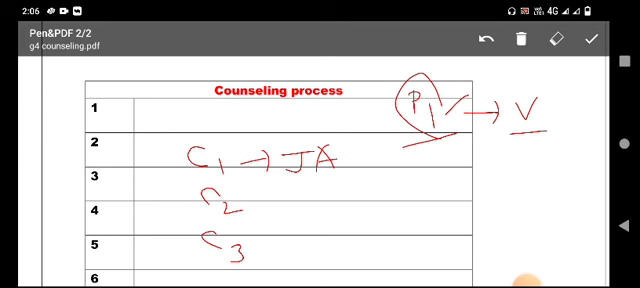 2:06 4G
Pen&PDF 2/2
g4 counseling.pdf
Counseling process
1
P1 → V
2
C1 → JA
3
C2
4
C3
5
6